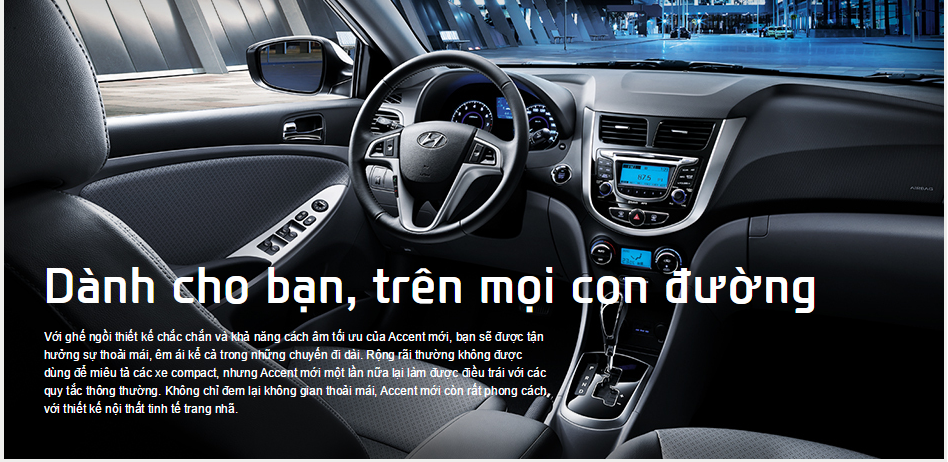 87.5
AIRBAG
Dành cho bạn, trên mọi con đường
Với ghế ngồi thiết kế chắc chắn và khả năng cách âm tối ưu của Accent mới, bạn sẽ được tận
hưởng sự thoải mái, êm ái kể cả trong những chuyến đi dài. Rộng rãi thường không được
dùng để miêu tả các xe compact, nhưng Accent mới một lần nữa lại làm được điều trái với các
quy tắc thông thường. Không chỉ đem lại không gian thoải mái, Accent mới còn rất phong cách,
với thiết kế nội thất tinh tế trang nhã.